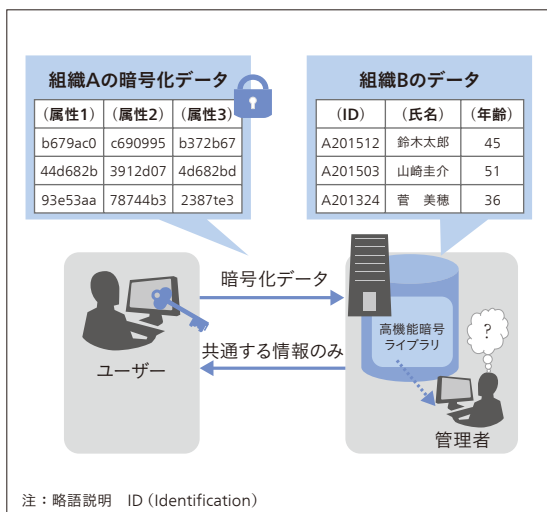 組織Aの暗号化データ
（属性1） （属性2） （属性3）
b679ac0 c690995 b372b67
44d682b 3912d07 4d682bd
93e53aa 78744b3 2387te3
組織Bのデータ
（ID） （氏名） （年齢）
A201512 鈴木太郎 45
A201503 山崎圭介 51
A201324 菅　美穂 36
暗号化データ
共通する情報のみ
ユーザー
高機能暗号
ライブラリ
?
管理者
注：略語説明　ID（Identification）